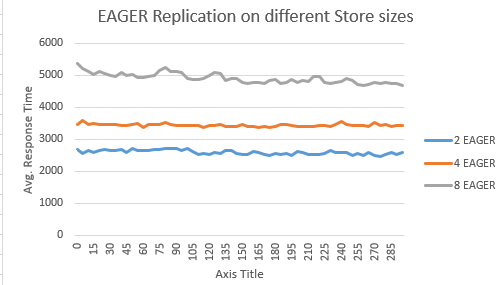 EAGER Replication on different Store sizes
6000
5000
4000
3000
2000
1000
0
Avg. Response Time
0 15 30 45 60 75 90 105 120 135 150 165 180 195 210 225 240 255 270 285
Axis Title
2 EAGER
4 EAGER
8 EAGER